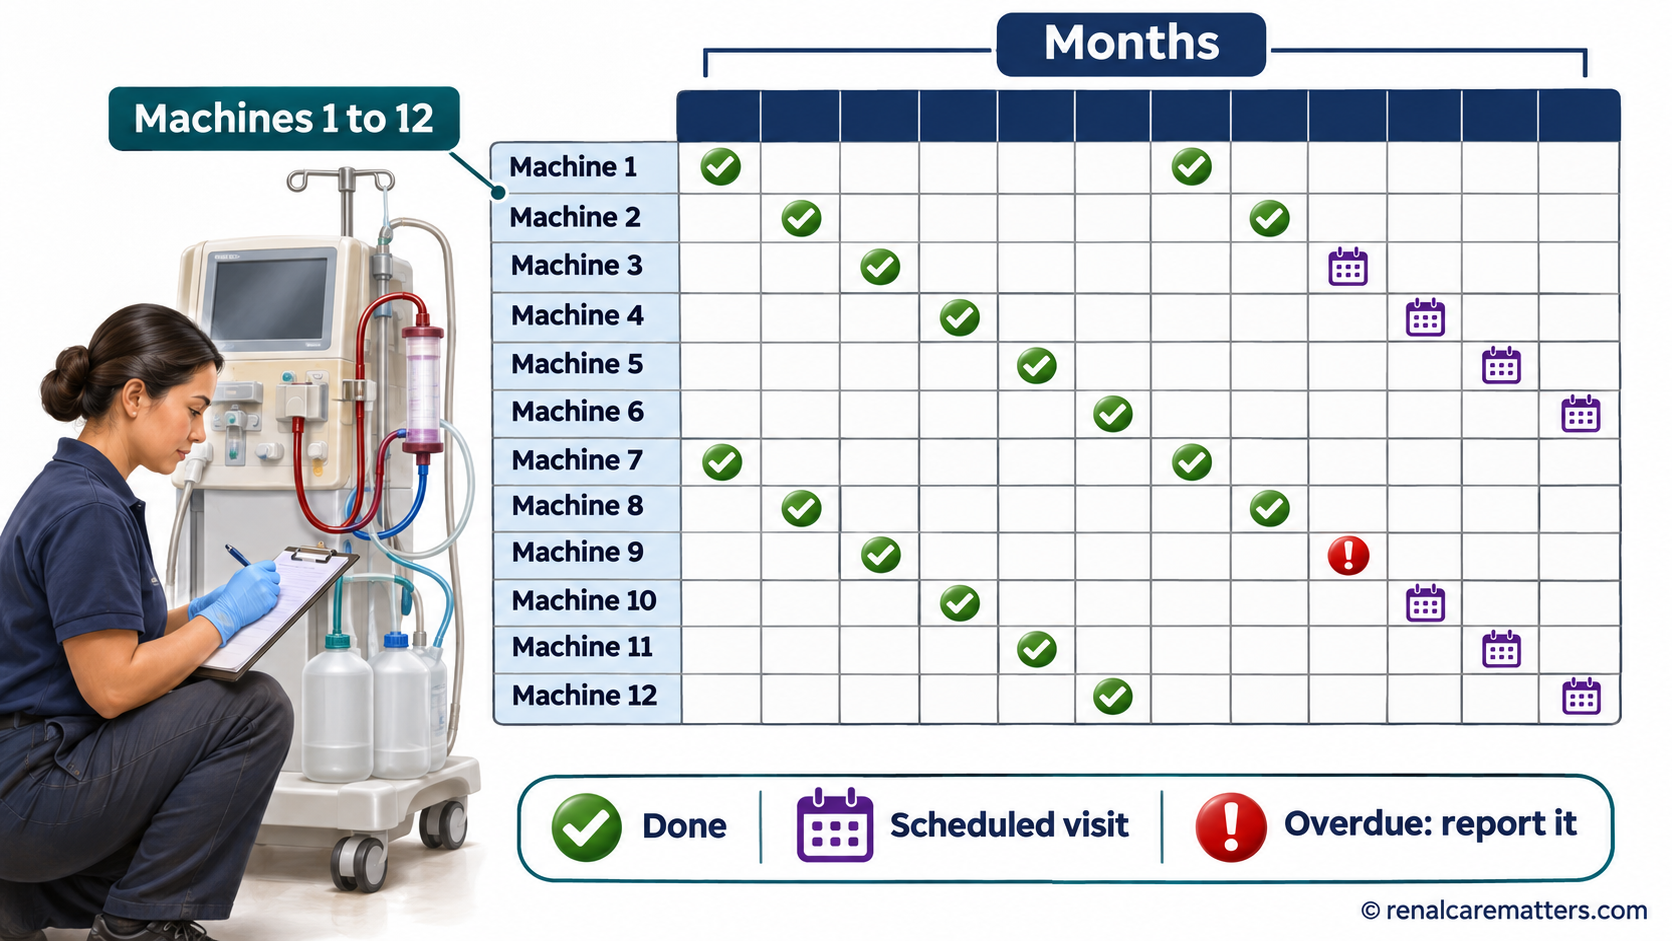 Months
Machines 1 to 12
Machine 1
Machine 2
Machine 3
Machine 4
Machine 5
Machine 6
Machine 7
Machine 8
Machine 9
Machine 10
Machine 11
Machine 12
Done
Scheduled visit
Overdue: report it
© renalcarematters.com